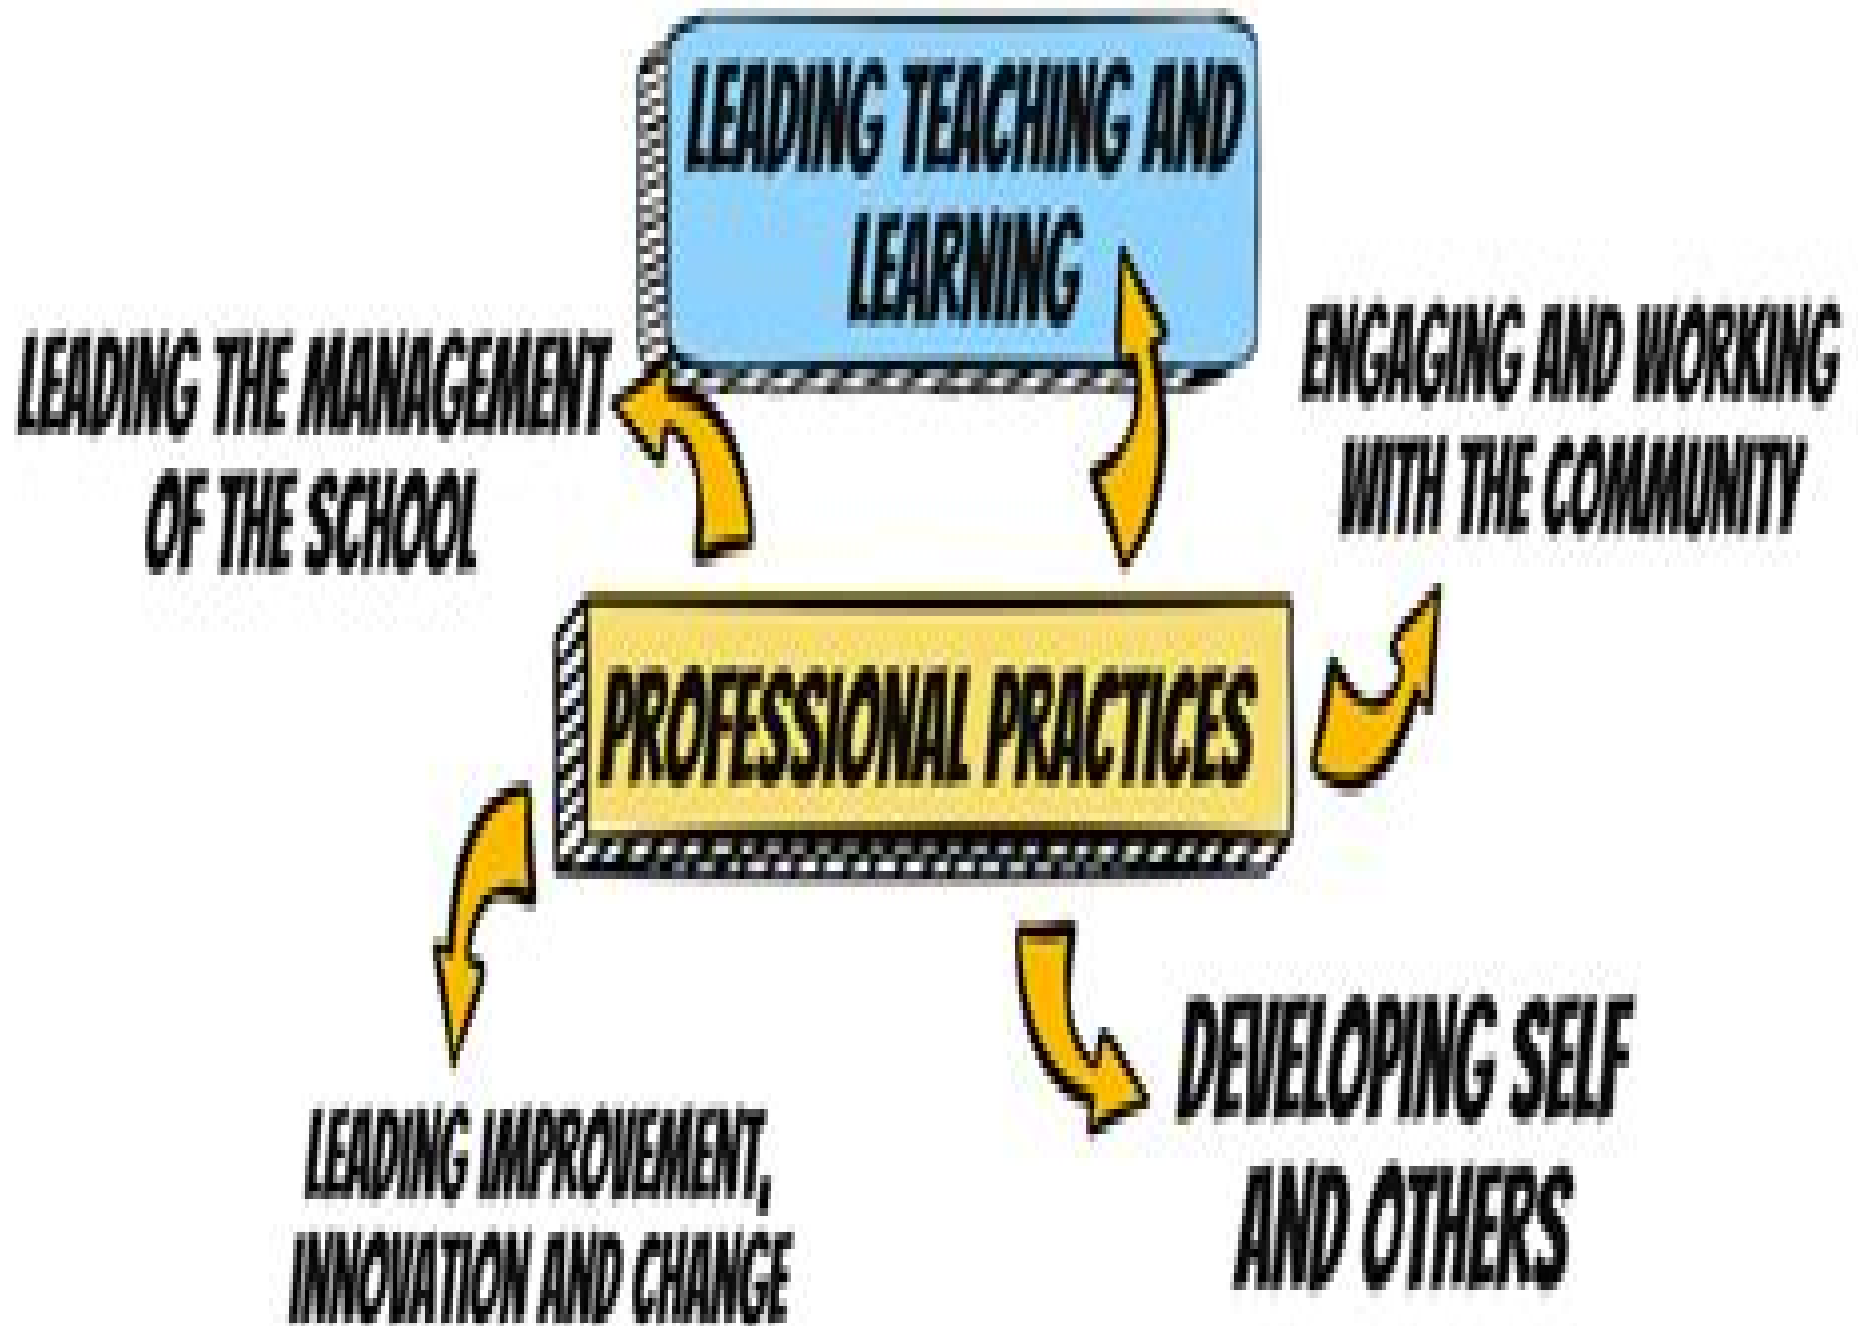 LEADING TEACHING AND
LEARNING
LEADING THE MANAGEMENT
OF THE SCHOOL
ENGAGING AND WORKING
WITH THE COMMUNITY
PROFESSIONAL PRACTICES
LEADING IMPROVEMENT,
INNOVATION AND CHANGE
DEVELOPING SELF
AND OTHERS